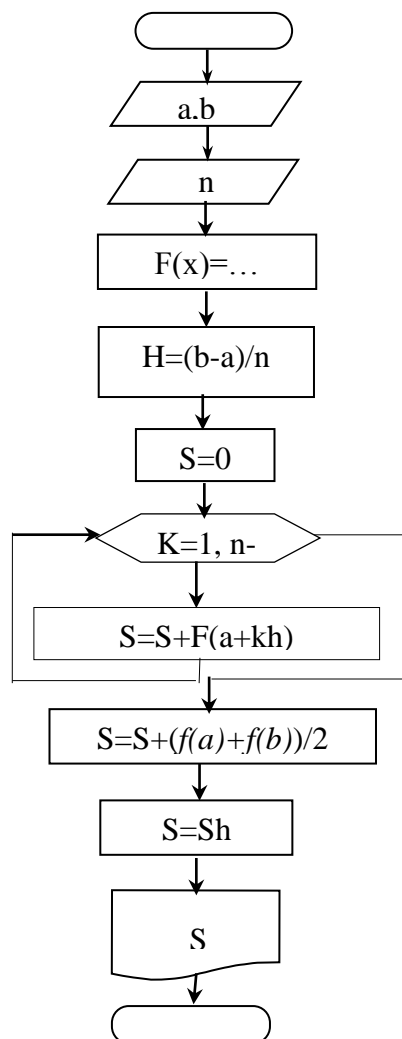 a,b
n
F(x)=…
H=(b-a)/n
S=0
K=1, n-
S=S+F(a+kh)
S=S+(f(a)+f(b))/2
S=Sh
S